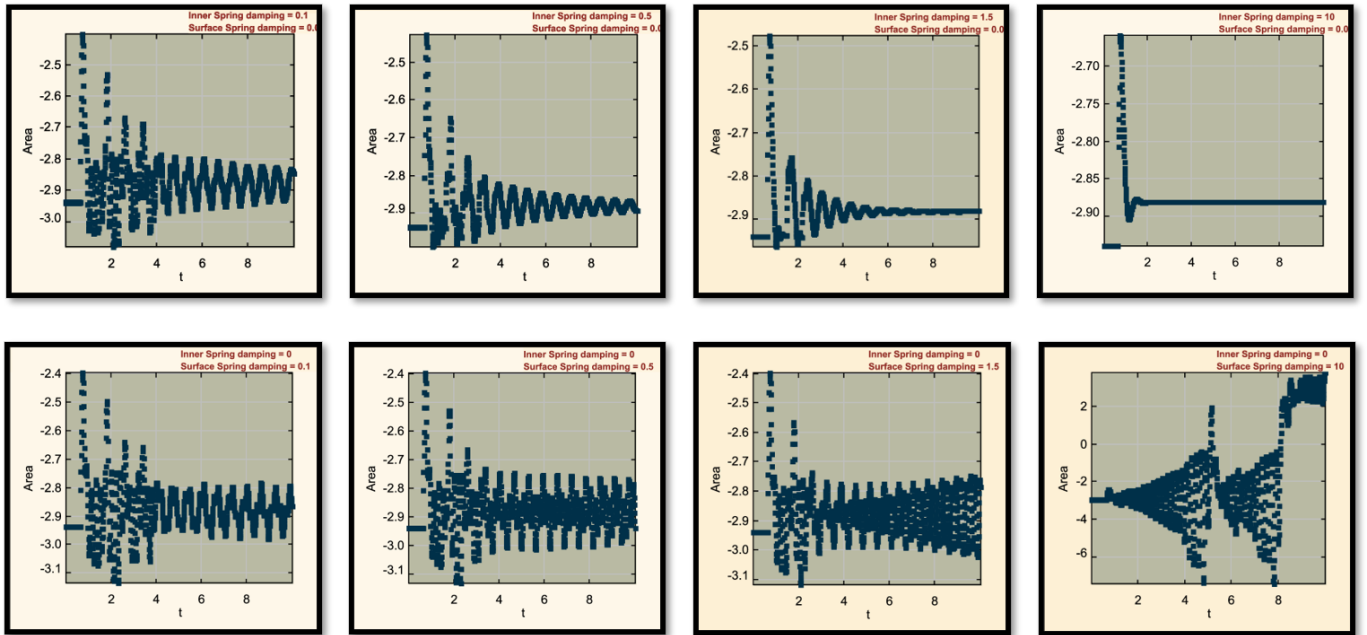 Inner Spring damping = 0.1
Surface Spring damping = 0.0
Area
-2.5
-2.6
-2.7
-2.8
-2.9
-3.0
2 4 6 8
t
Inner Spring damping = 0.5
Surface Spring damping = 0.0
Area
-2.5
-2.6
-2.7
-2.8
-2.9
2 4 6 8
t
Inner Spring damping = 1.5
Surface Spring damping = 0.0
Area
-2.5
-2.6
-2.7
-2.8
-2.9
2 4 6 8
t
Inner Spring damping = 10
Surface Spring damping = 0.0
Area
-2.70
-2.75
-2.80
-2.85
-2.90
2 4 6 8
t
Inner Spring damping = 0
Surface Spring damping = 0.1
Area
-2.4
-2.5
-2.6
-2.7
-2.8
-2.9
-3.0
-3.1
2 4 6 8
t
Inner Spring damping = 0
Surface Spring damping = 0.5
Area
-2.4
-2.5
-2.6
-2.7
-2.8
-2.9
-3.0
-3.1
2 4 6 8
t
Inner Spring damping = 0
Surface Spring damping = 1.5
Area
-2.4
-2.5
-2.6
-2.7
-2.8
-2.9
-3.0
-3.1
2 4 6 8
t
Inner Spring damping = 0
Surface Spring damping = 10
Area
2
0
-2
-4
-6
2 4 6 8
t